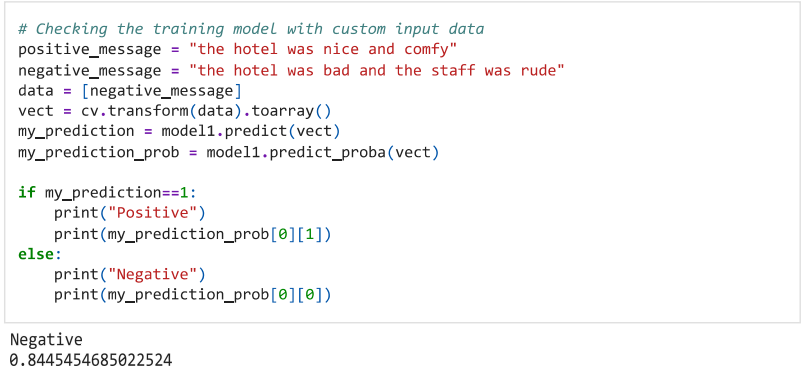 # Checking the training model with custom input data
positive_message = "the hotel was nice and comfy"
negative_message = "the hotel was bad and the staff was rude"
data = [negative_message]
vect = cv.transform(data).toarray()
my_prediction = model1.predict(vect)
my_prediction_prob = model1.predict_proba(vect)

if my_prediction==1:
    print("Positive")
    print(my_prediction_prob[0][1])
else:
    print("Negative")
    print(my_prediction_prob[0][0])
Negative
0.8445454685022524